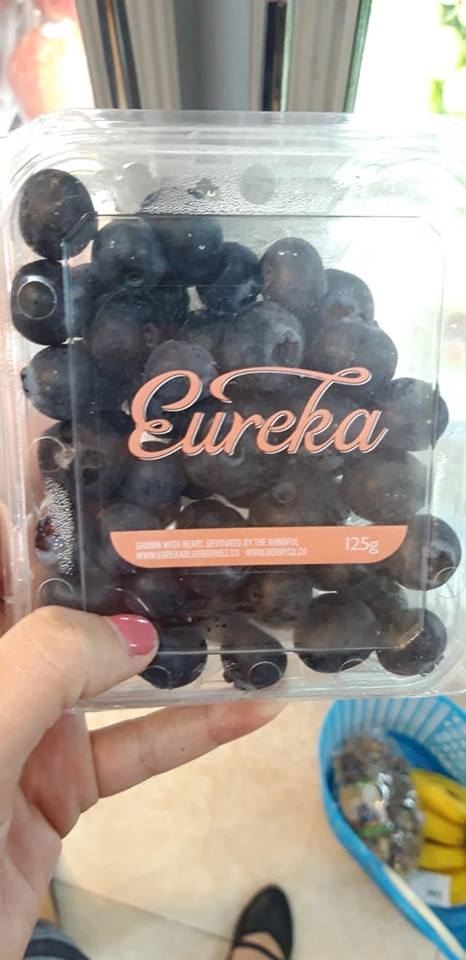 Eureka
GROWN WITH HEART, DEVOURED BY THE HANDFUL
WWW.EUREKABLUEBERRIES.CO WWW.BERRYCO.CO
125g